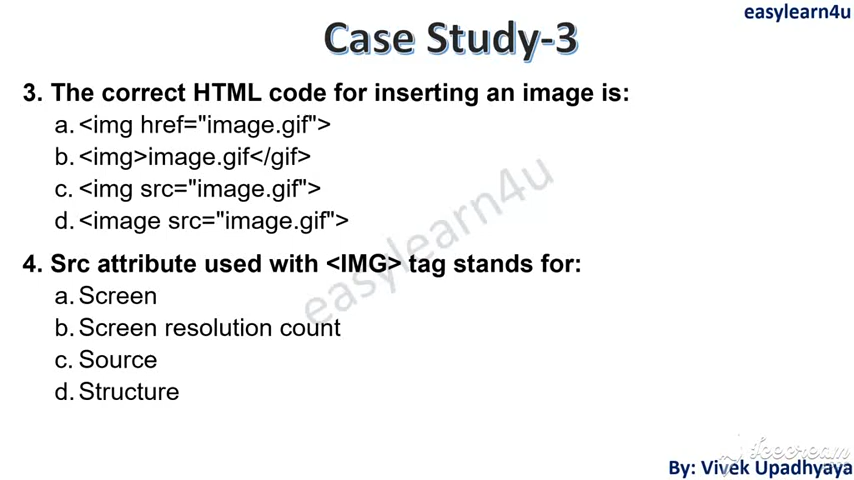 easylearn4u
Case Study-3
3. The correct HTML code for inserting an image is:
a. <img href="image.gif">
b. <img>image.gif</gif>
c. <img src="image.gif">
d. <image src="image.gif">
easylearn4u
4. Src attribute used with <IMG> tag stands for:
a. Screen
b. Screen resolution count
c. Source
d. Structure
Icecream
By: Vivek Upadhyaya